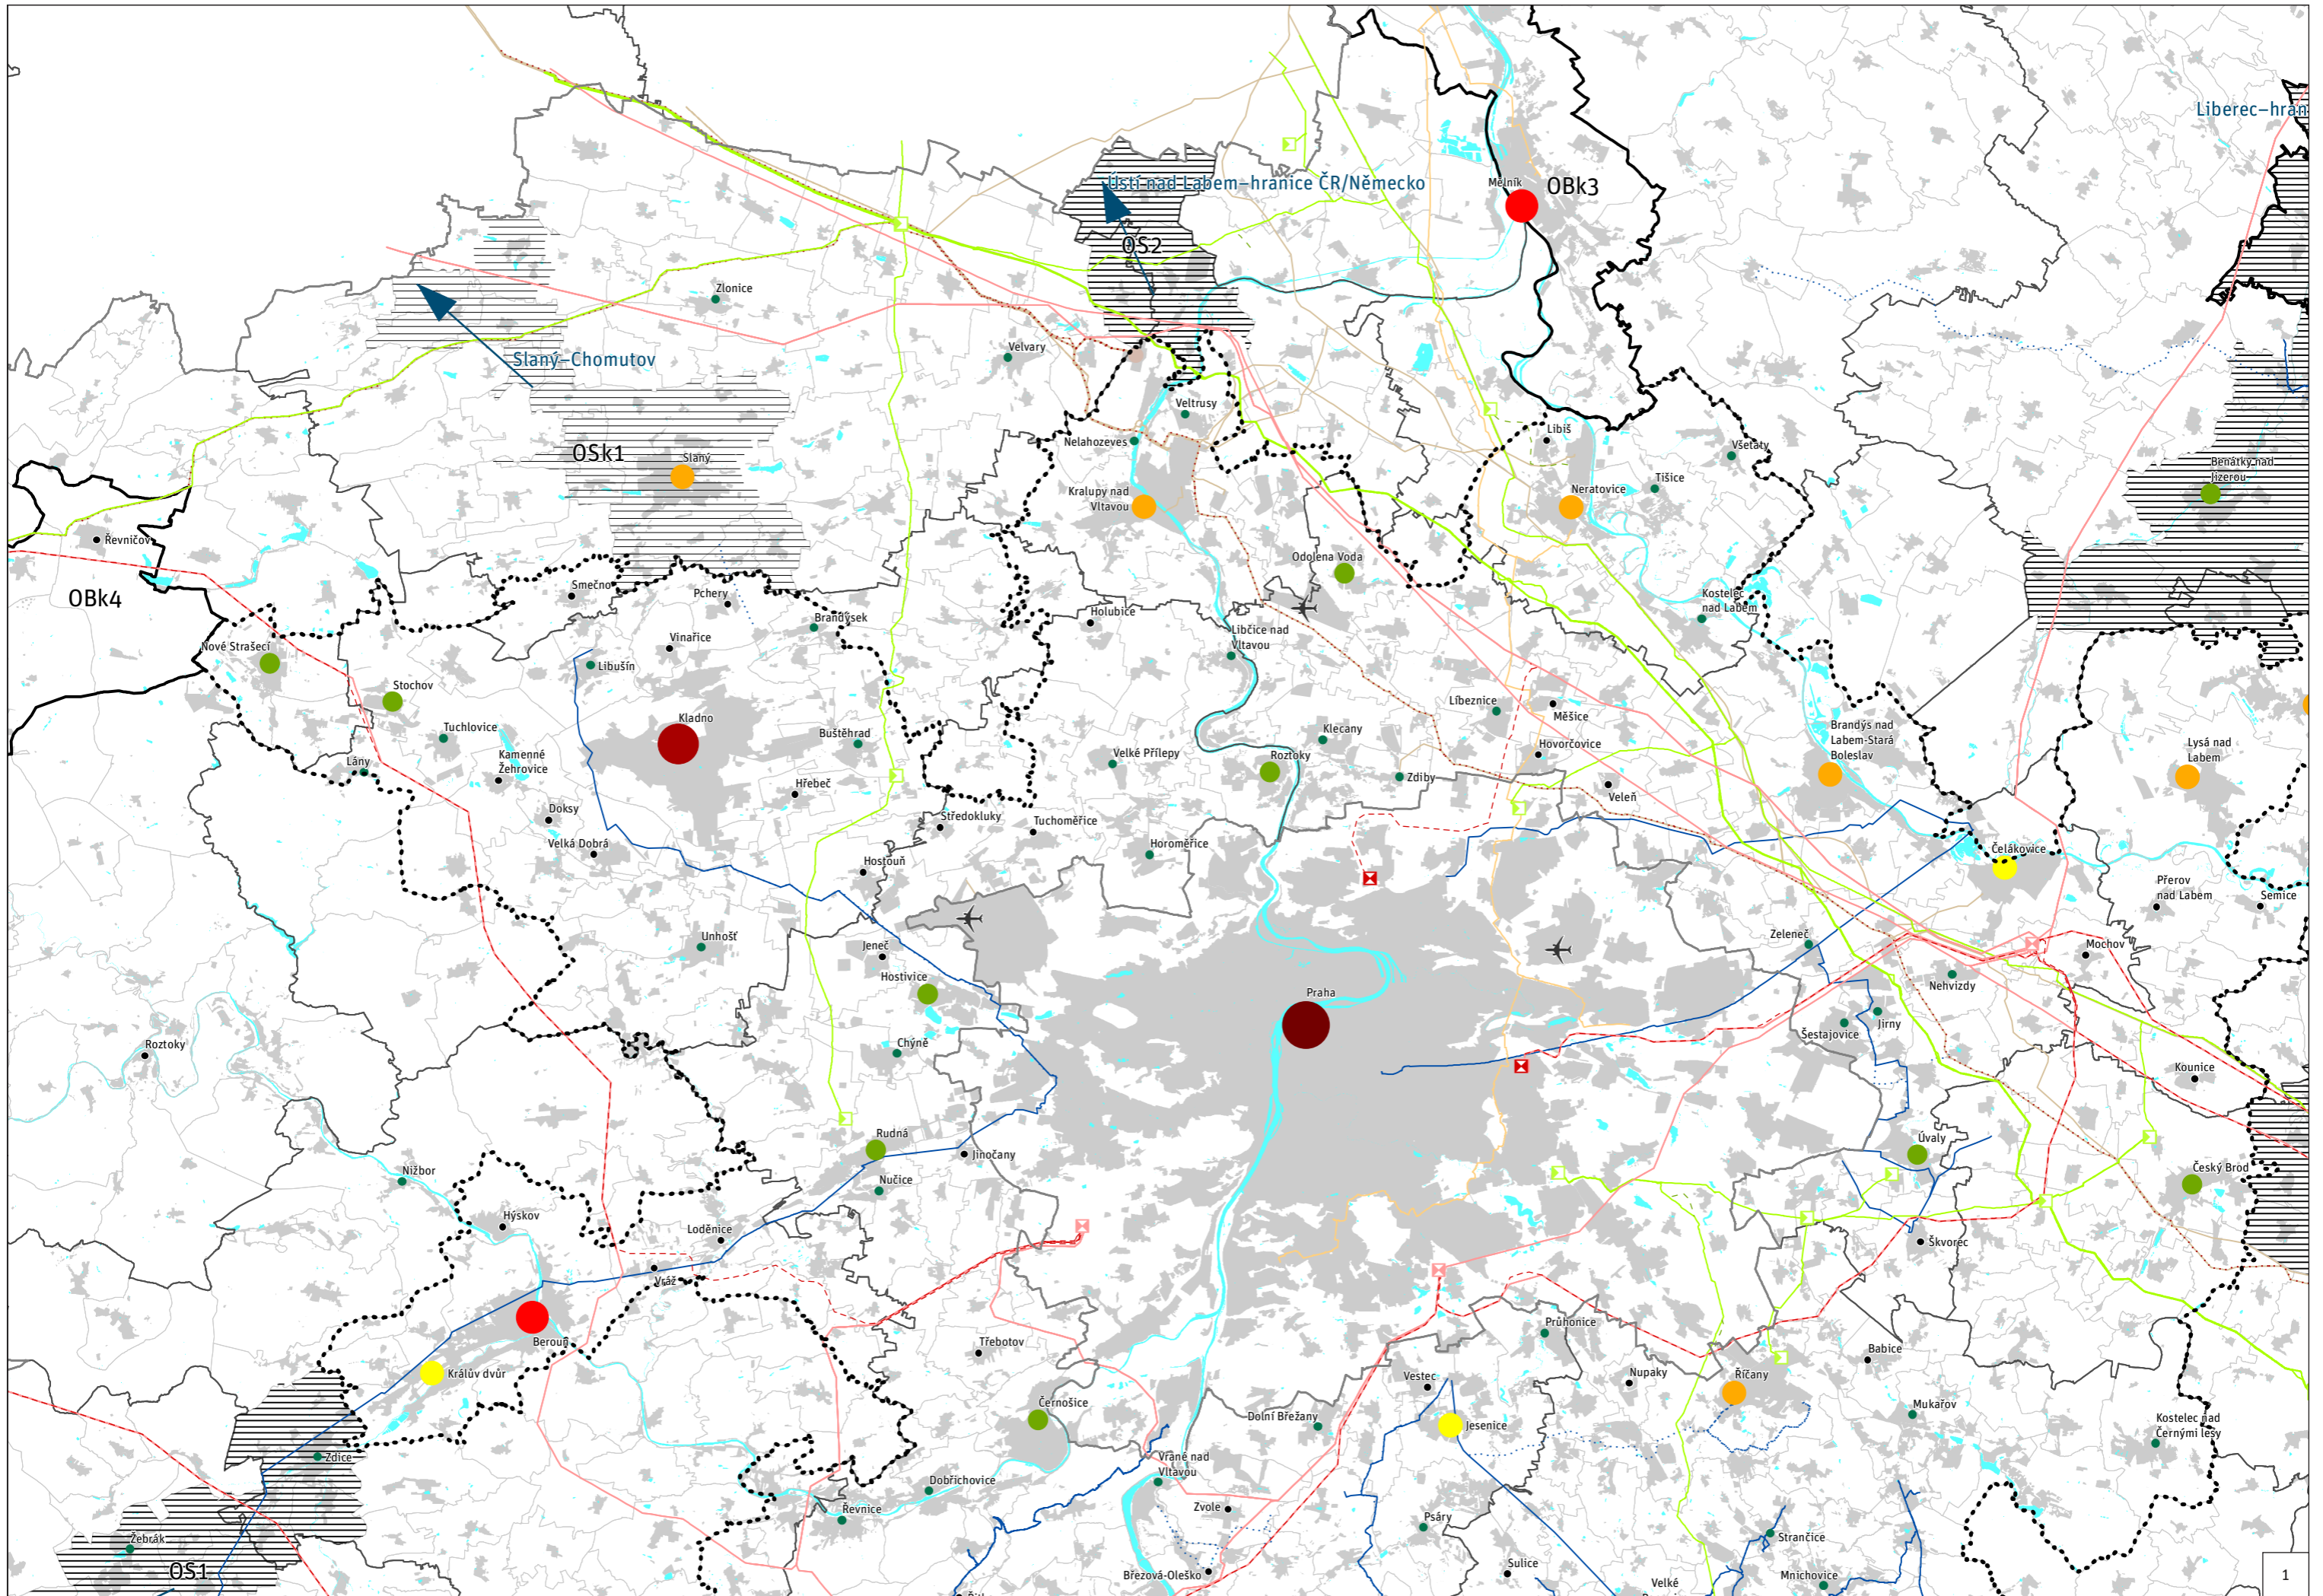 Liberec–hran
Ústí nad Labem–hranice ČR/Německo
Mělník
OBk3
OS2
Zlonice
Slaný–Chomutov
Velvary
Veltrusy
Nelahozeves
Libiš
Všetaty
OSk1
Slaný
Benátky nad
Jizerou
Kralupy nad
Vltavou
Neratovice
Tišice
Řevničov
Odolena Voda
OBk4
Smečno
Pchery
Brandýsek
Holubice
Kostelec
nad Labem
Libčice nad
Vltavou
Nové Strašecí
Vinařice
Libušín
Stochov
Kladno
Líbeznice
Měšice
Tuchlovice
Buštěhrad
Klecany
Brandýs nad
Labem-Stará
Boleslav
Lysá nad
Labem
Lány
Kamenné
Žehrovice
Velké Přílepy
Roztoky
Hovorčovice
Zdiby
Hřebeč
Veleň
Doksy
Středokluky
Tuchoměřice
Velká Dobrá
Hostouň
Horoměřice
Čelákovice
Přerov
nad Labem
Semice
Unhošť
Jeneč
Zeleneč
Mochov
Hostivice
Nehvizdy
Praha
Jirny
Šestajovice
Roztoky
Chýně
Kounice
Rudná
Jinočany
Úvaly
Nižbor
Nučice
Český Brod
Hýskov
Loděnice
Škvorec
Vráž
Beroun
Třebotov
Průhonice
Babice
Králův dvůr
Vestec
Nupaky
Říčany
Černošice
Dolní Břežany
Jesenice
Mukařov
Kostelec nad
Černými lesy
Zdice
Vrané nad
Vltavou
Dobřichovice
Řevnice
Zvole
Psáry
Strančice
Žebrák
OS1
Březová-Oleško
Sulice
Velké
Mnichovice
1